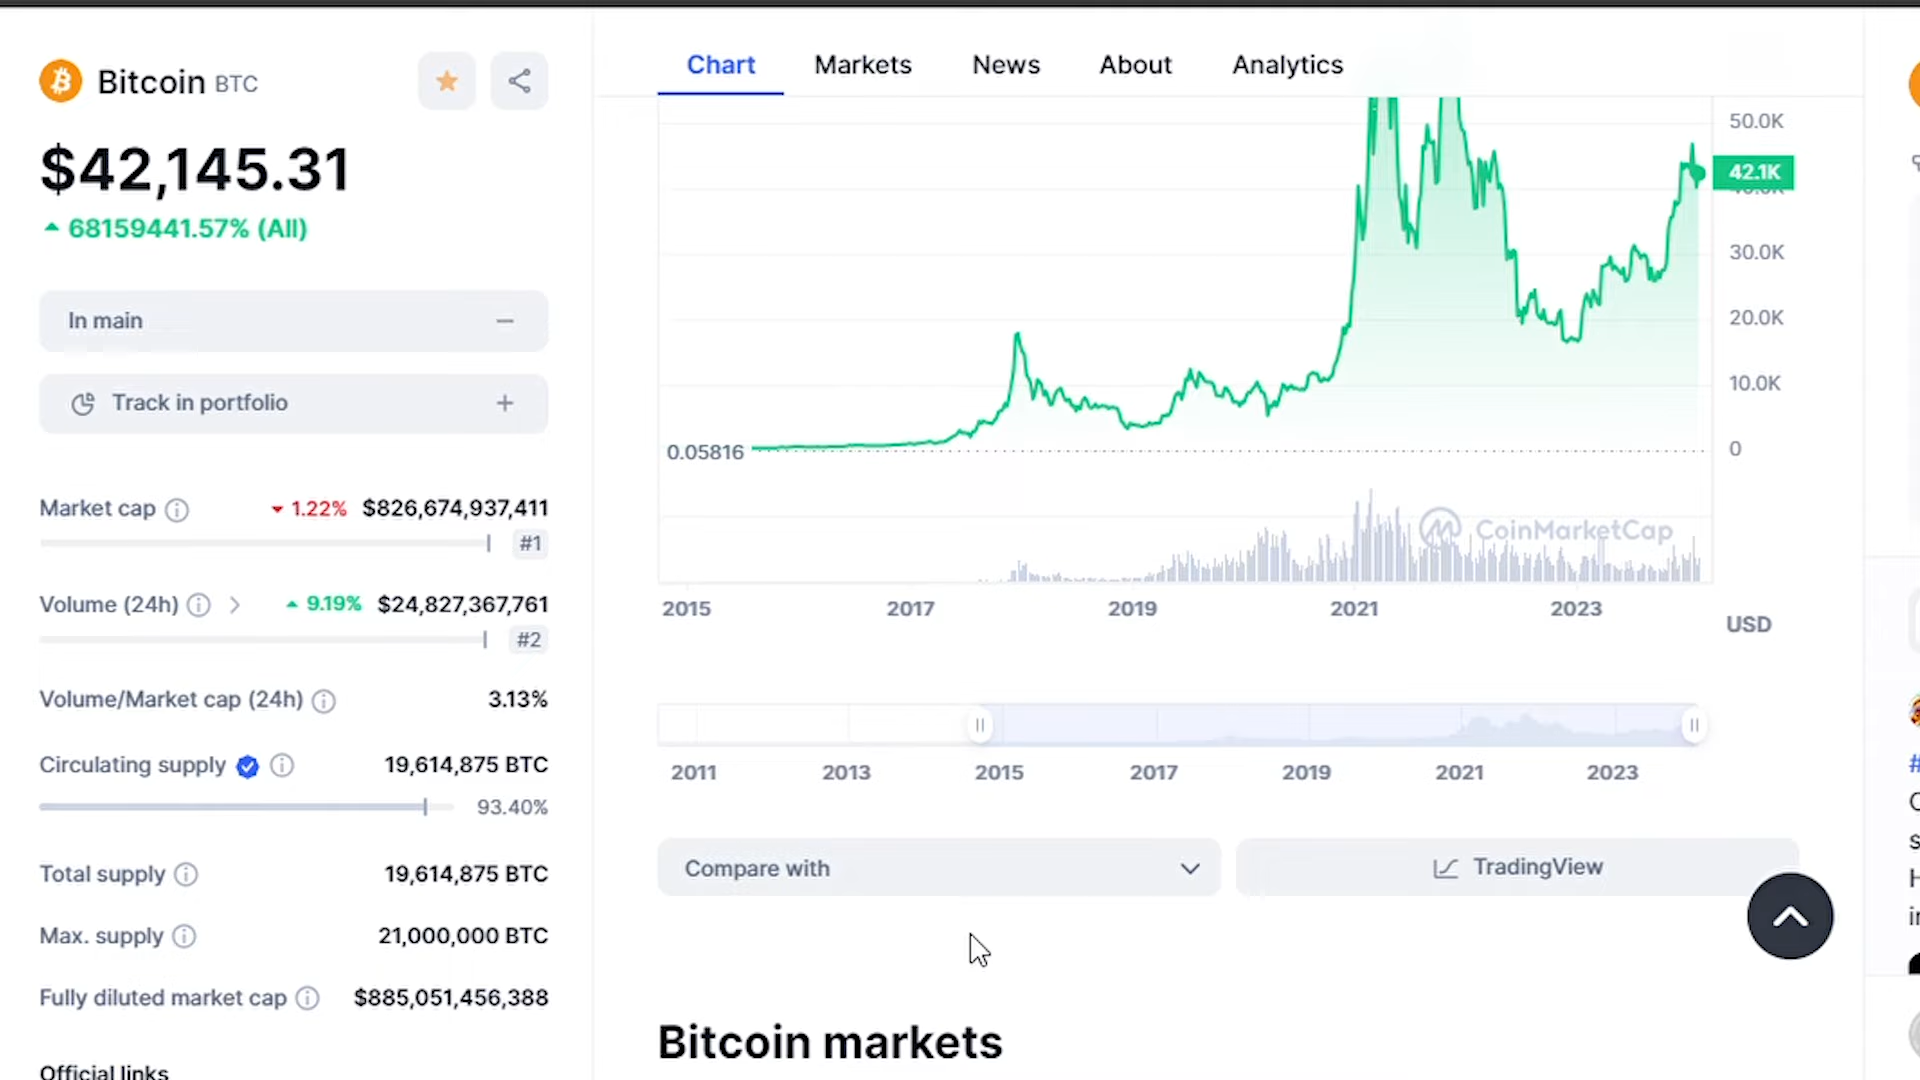 Bitcoin BTC
$42,145.31
68159441.57% (All)
In main
Track in portfolio
Market cap 1.22% $826,674,937,411
#1
Volume (24h) 9.19% $24,827,367,761
#2
Volume/Market cap (24h) 3.13%
Circulating supply 19,614,875 BTC
93.40%
Total supply 19,614,875 BTC
Max. supply 21,000,000 BTC
Fully diluted market cap $885,051,456,388
Official links
Chart Markets News About Analytics
50.0K
42.1K
30.0K
20.0K
10.0K
0
0.05816
CoinMarketCap
2015 2017 2019 2021 2023
USD
2011 2013 2015 2017 2019 2021 2023
Compare with
TradingView
Bitcoin markets